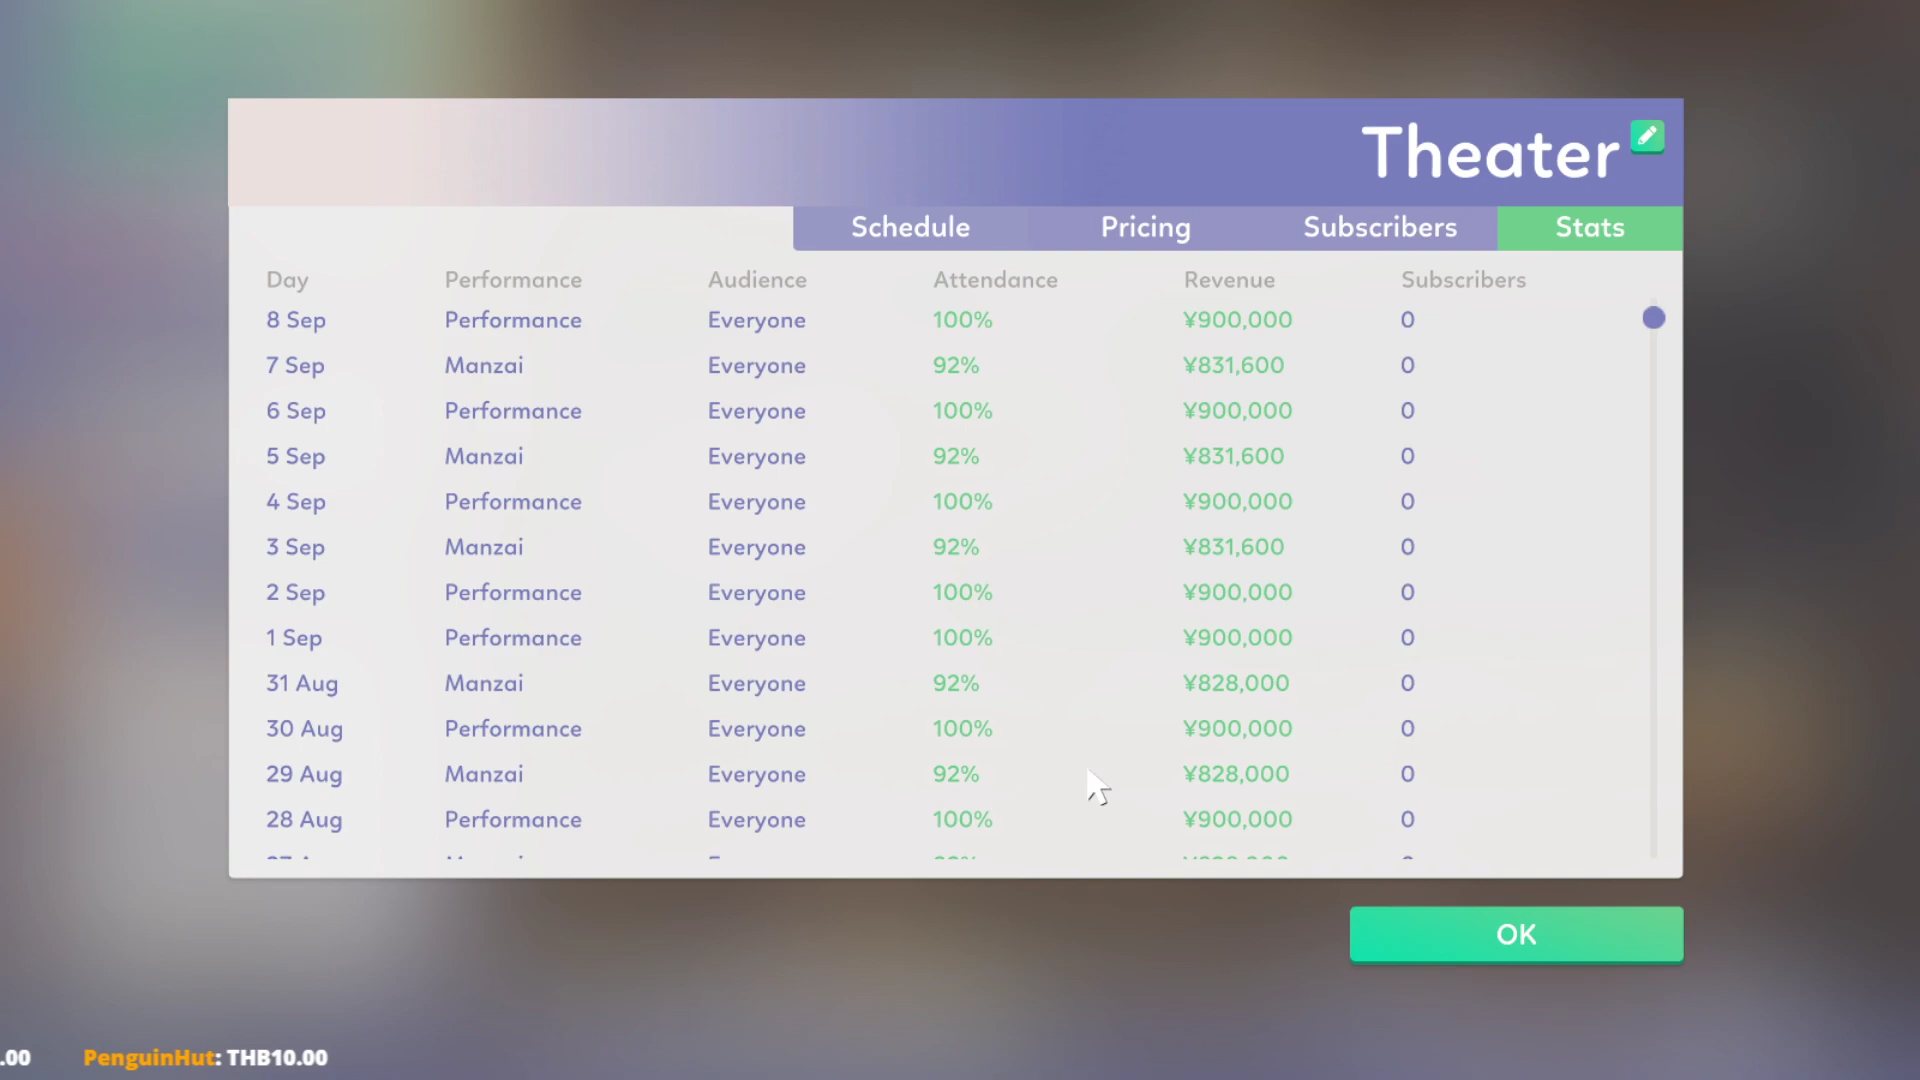 Theater
Schedule Pricing Subscribers Stats
Day Performance Audience Attendance Revenue Subscribers
8 Sep Performance Everyone 100% ¥900,000 0
7 Sep Manzai Everyone 92% ¥831,600 0
6 Sep Performance Everyone 100% ¥900,000 0
5 Sep Manzai Everyone 92% ¥831,600 0
4 Sep Performance Everyone 100% ¥900,000 0
3 Sep Manzai Everyone 92% ¥831,600 0
2 Sep Performance Everyone 100% ¥900,000 0
1 Sep Performance Everyone 100% ¥900,000 0
31 Aug Manzai Everyone 92% ¥828,000 0
30 Aug Performance Everyone 100% ¥900,000 0
29 Aug Manzai Everyone 92% ¥828,000 0
28 Aug Performance Everyone 100% ¥900,000 0
OK
.00 PenguinHut: THB10.00